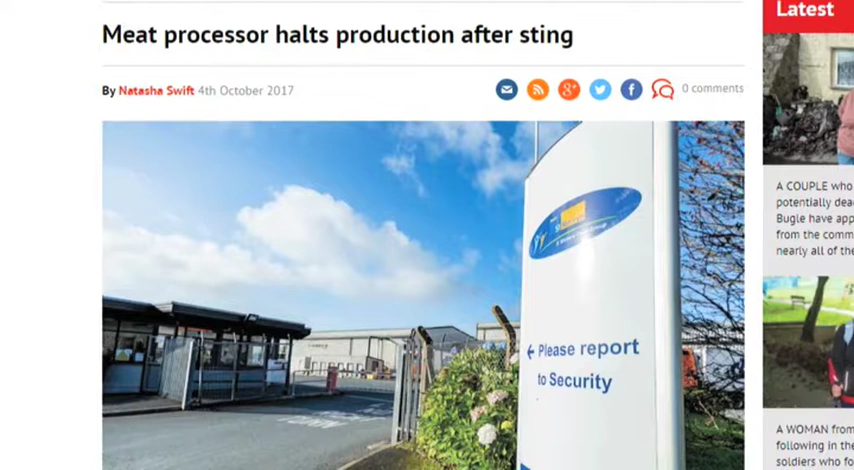 Latest
Meat processor halts production after sting
By Natasha Swift 4th October 2017
0 comments
← Please report
to Security
A COUPLE who
potentially dea
Bugle have app
from the comm
nearly all of the
A WOMAN from
following in the
soldiers who fo